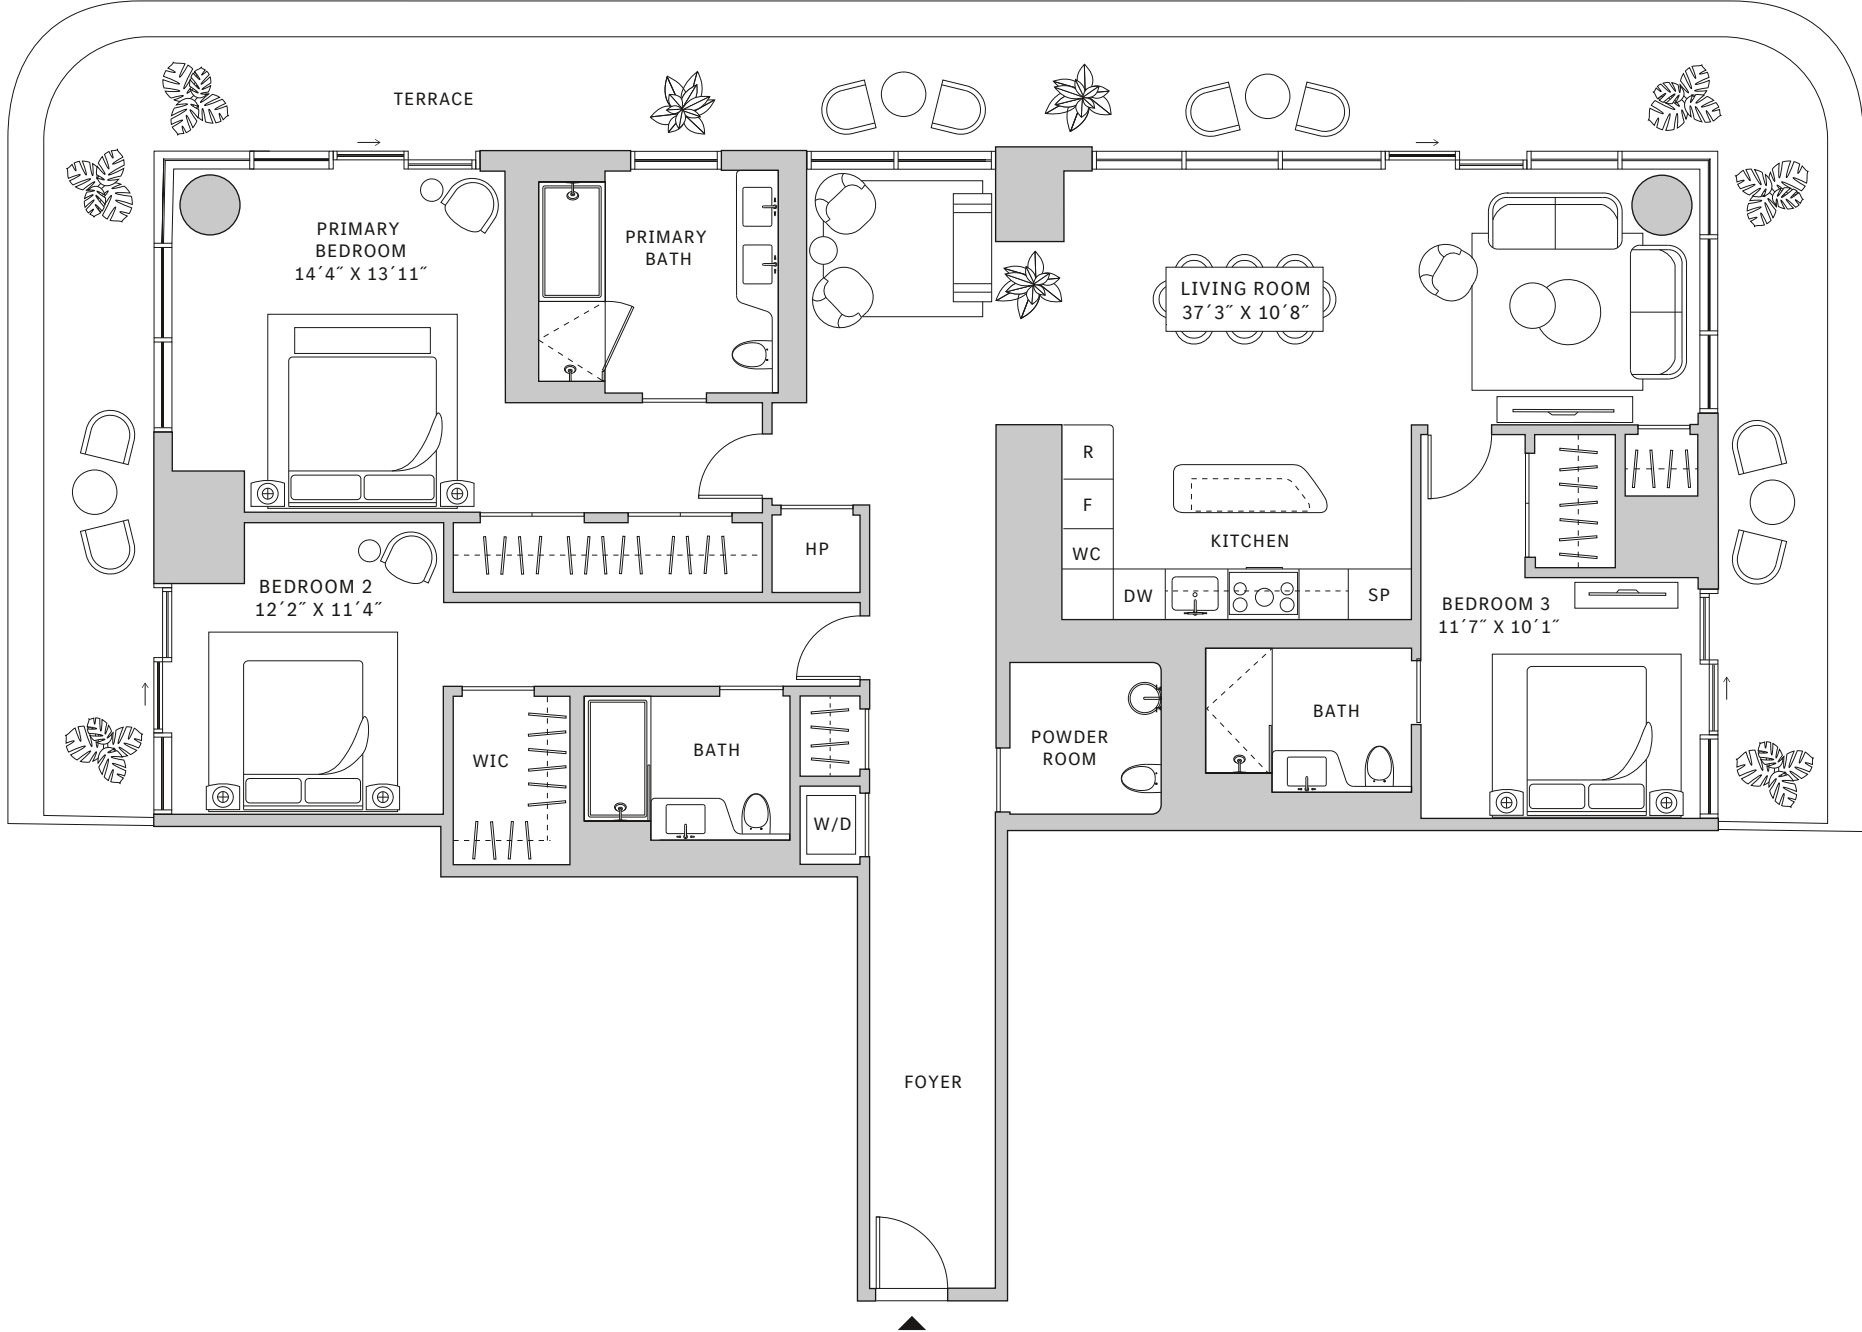 TERRACE
PRIMARY
BEDROOM
14´4˝ X 13´11˝
PRIMARY
BATH
LIVING ROOM
37´3˝ X 10´8˝
R
F
WC
DW
SP
KITCHEN
HP
BEDROOM 2
12´2˝ X 11´4˝
BEDROOM 3
11´7˝ X 10´1˝
WIC
BATH
W/D
POWDER
ROOM
BATH
FOYER